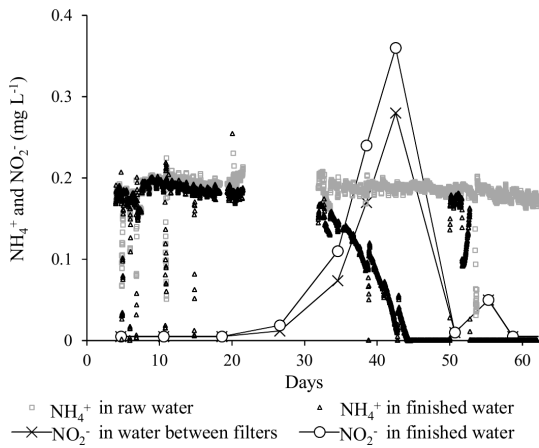 0.4
0.3
0.2
0.1
0
NH₄⁺ and NO₂⁻ (mg L⁻¹)
0 10 20 30 40 50 60
Days
NH₄⁺ in raw water
NH₄⁺ in finished water
NO₂⁻ in water between filters
NO₂⁻ in finished water